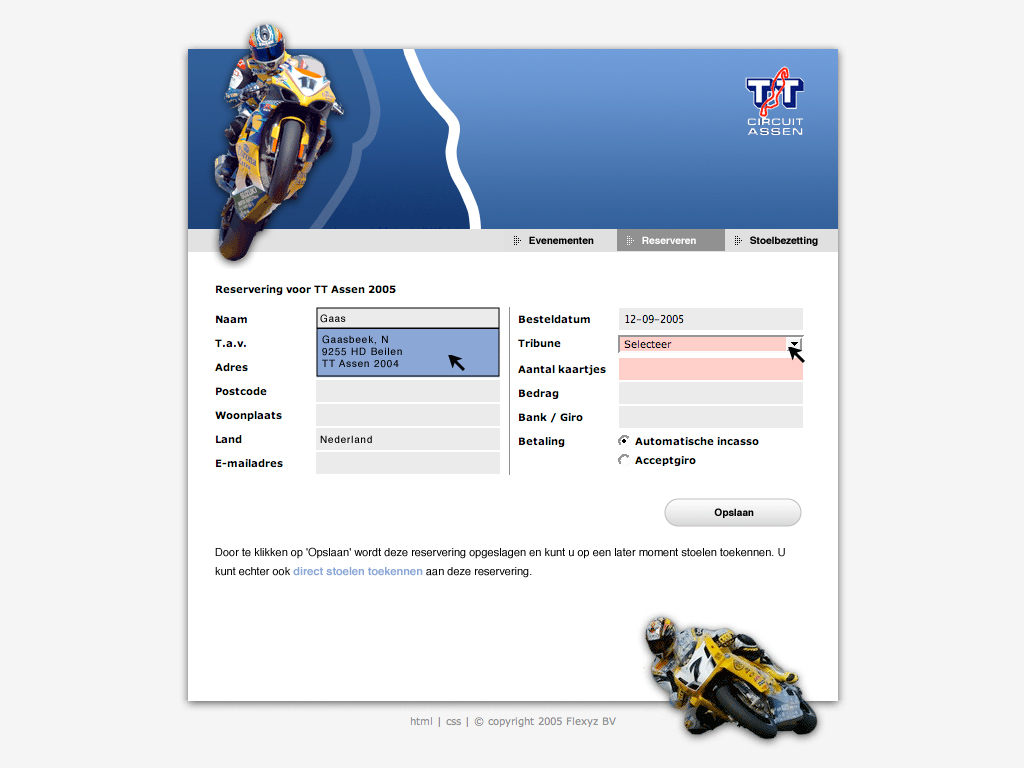 TT
CIRCUIT
ASSEN
Evenementen
Reserveren
Stoelbezetting
Reservering voor TT Assen 2005
Naam
Gaas
T.a.v.
Gaasbeek, N
9255 HD Beilen
TT Assen 2004
Adres
Postcode
Woonplaats
Land
Nederland
E-mailadres
Besteldatum
12-09-2005
Tribune
Selecteer
Aantal kaartjes
Bedrag
Bank / Giro
Betaling
Automatische incasso
Acceptgiro
Opslaan
Door te klikken op 'Opslaan' wordt deze reservering opgeslagen en kunt u op een later moment stoelen toekennen. U
kunt echter ook direct stoelen toekennen aan deze reservering.
html | css | © copyright 2005 Flexyz BV